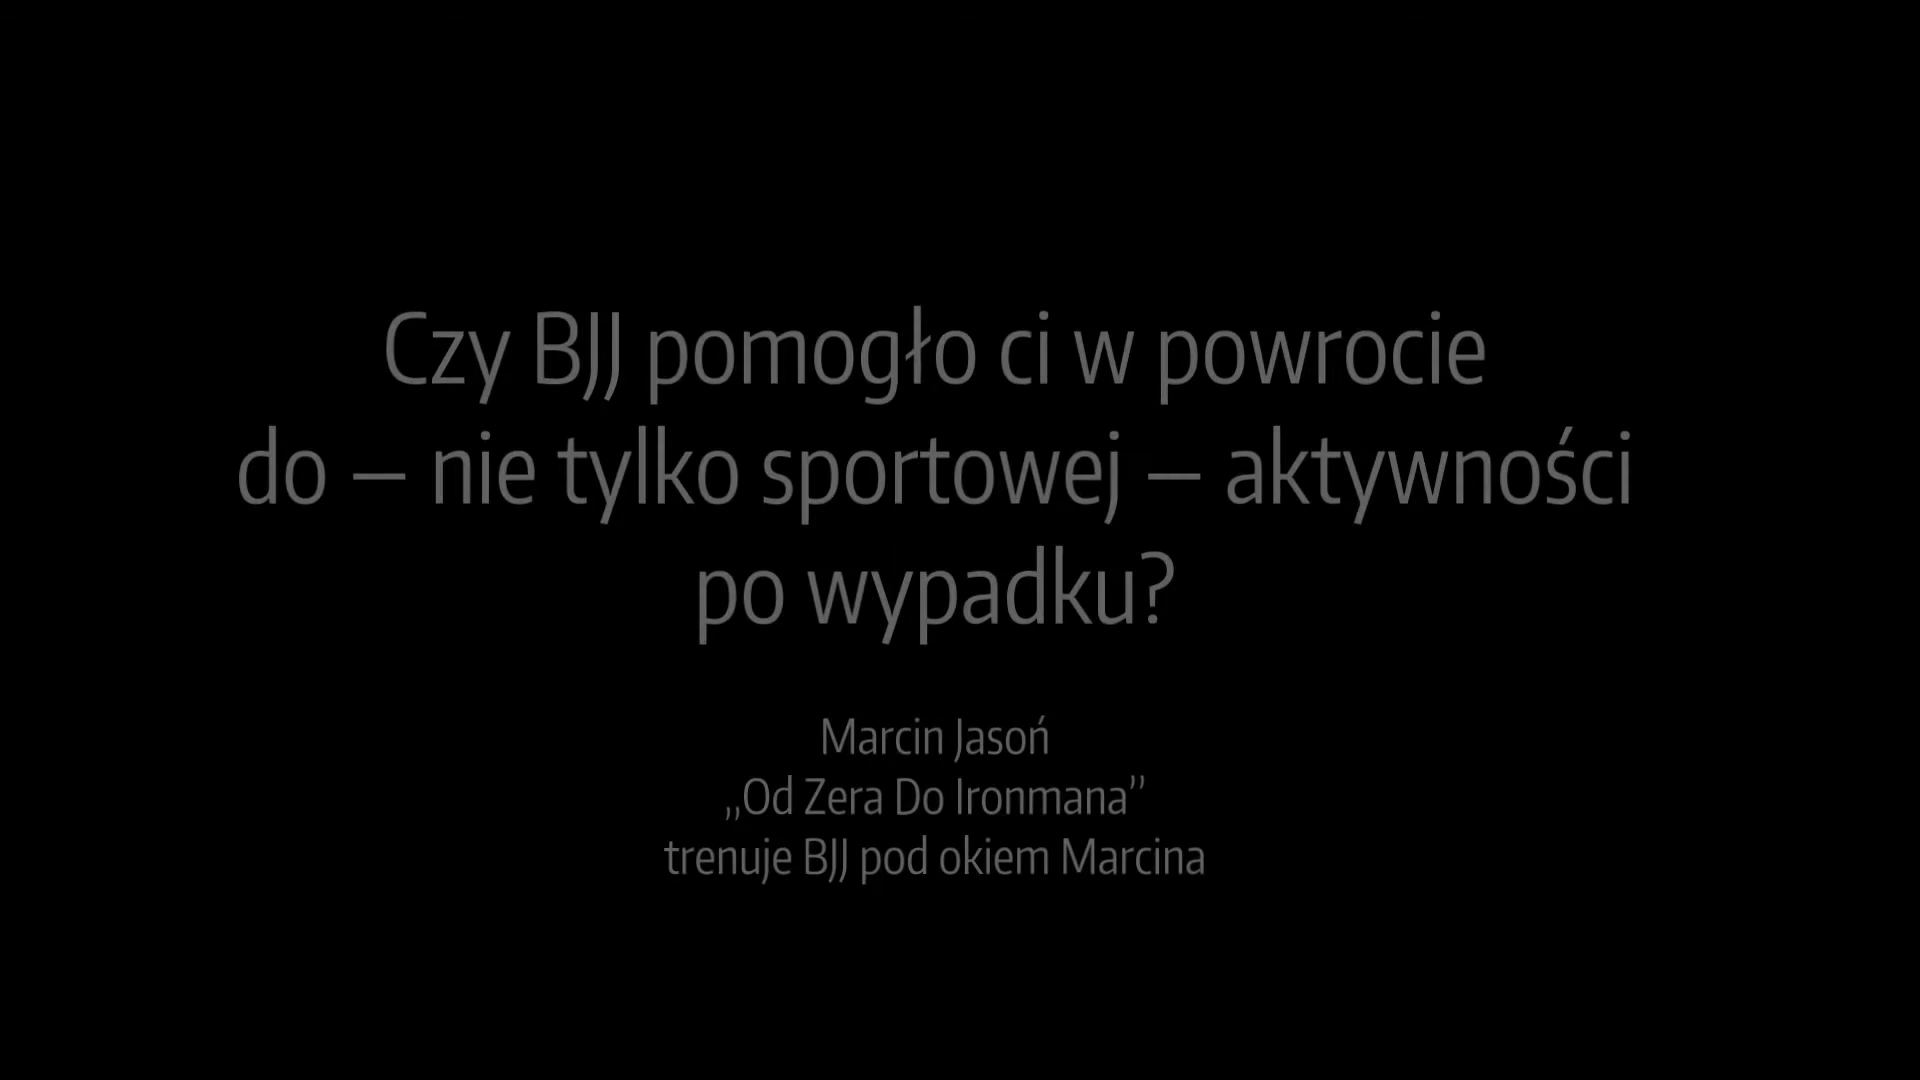 Czy BJJ pomogło ci w powrocie
do – nie tylko sportowej – aktywności
po wypadku?
Marcin Jasoń
„Od Zera Do Ironmana”
trenuje BJJ pod okiem Marcina